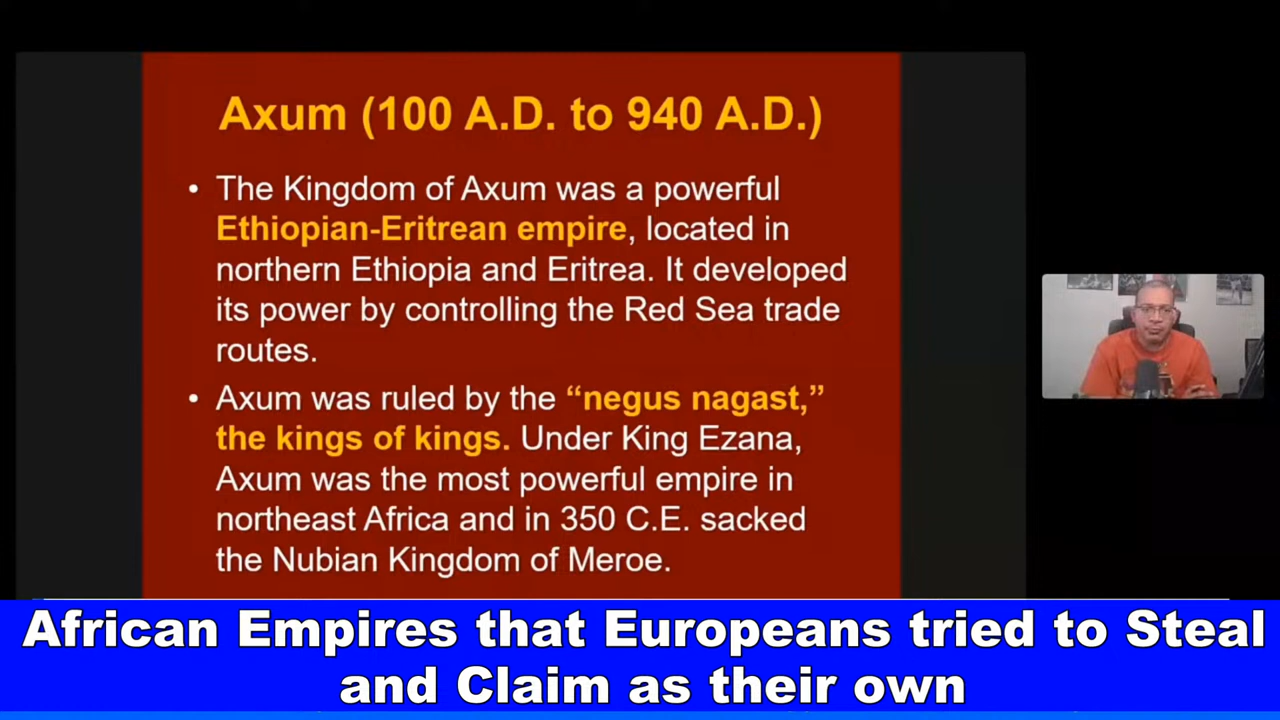 Axum (100 A.D. to 940 A.D.)
• The Kingdom of Axum was a powerful
Ethiopian-Eritrean empire, located in
northern Ethiopia and Eritrea. It developed
its power by controlling the Red Sea trade
routes.
• Axum was ruled by the “negus nagast,”
the kings of kings. Under King Ezana,
Axum was the most powerful empire in
northeast Africa and in 350 C.E. sacked
the Nubian Kingdom of Meroe.
African Empires that Europeans tried to Steal
and Claim as their own